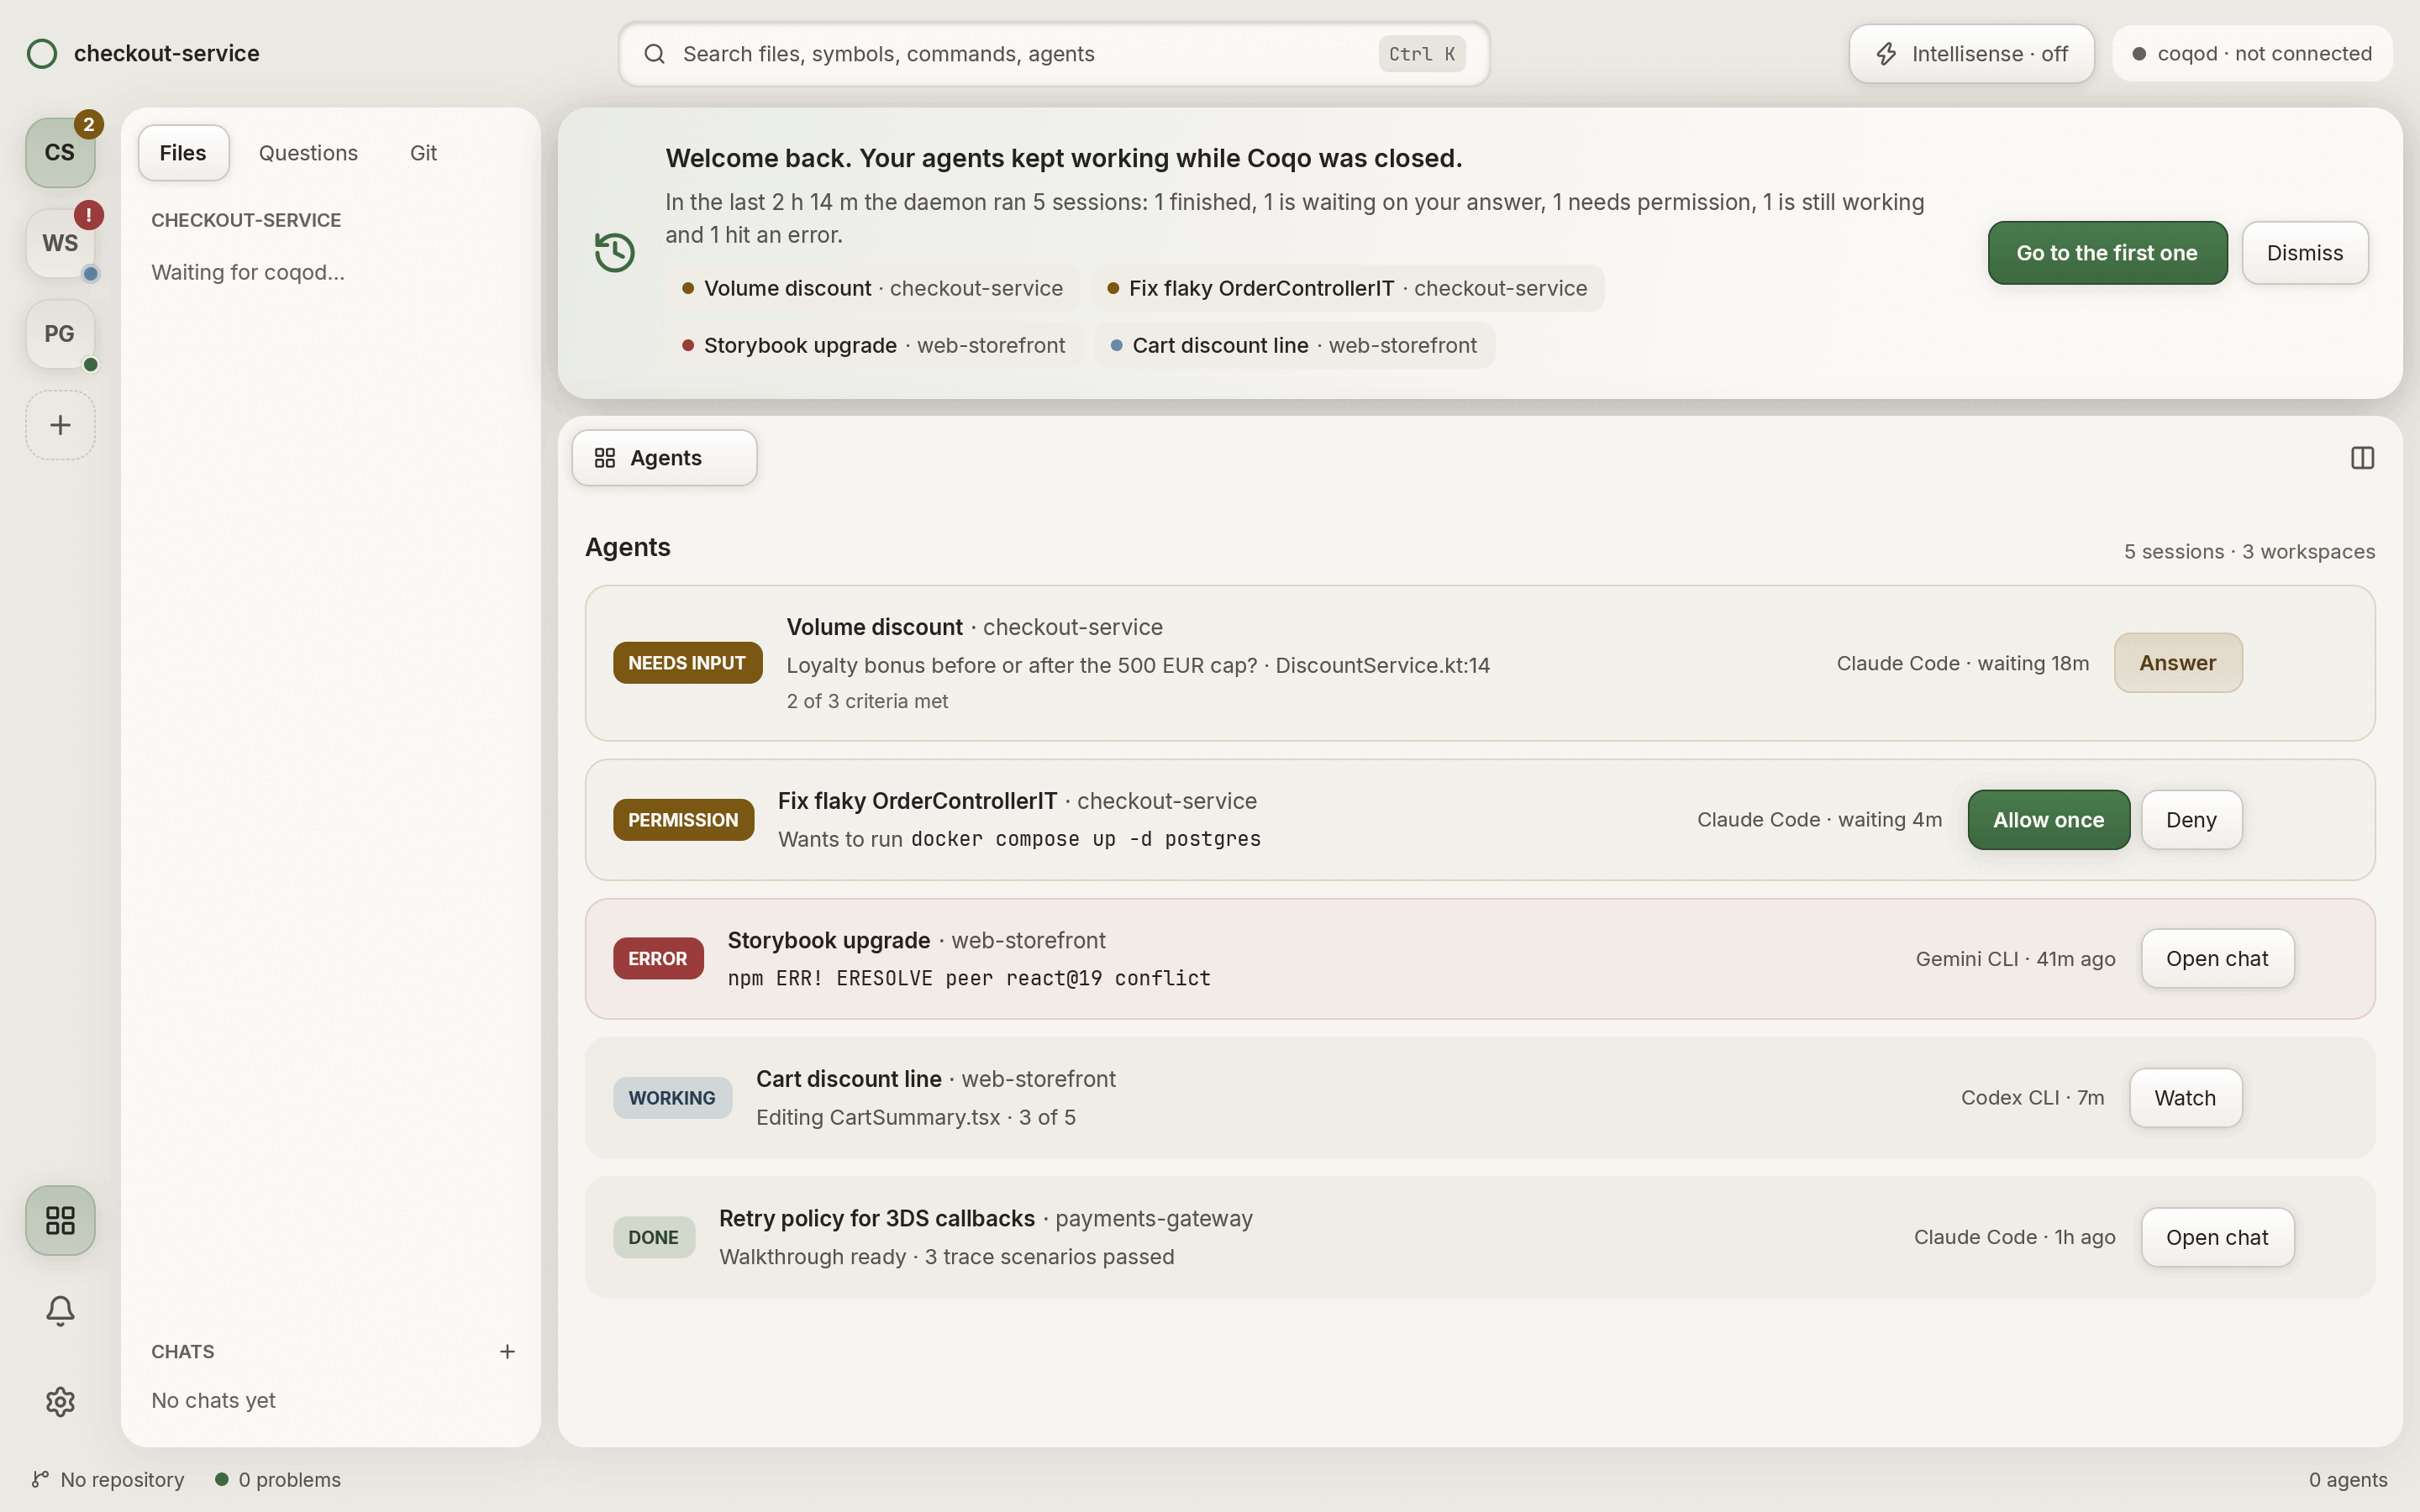 checkout-service
Search files, symbols, commands, agents
Ctrl K
Intellisense · off
coqod · not connected
CS
2
WS
!
PG
Files
Questions
Git
CHECKOUT-SERVICE
Waiting for coqod...
Welcome back. Your agents kept working while Coqo was closed.
In the last 2 h 14 m the daemon ran 5 sessions: 1 finished, 1 is waiting on your answer, 1 needs permission, 1 is still working
and 1 hit an error.
Volume discount · checkout-service
Fix flaky OrderControllerIT · checkout-service
Storybook upgrade · web-storefront
Cart discount line · web-storefront
Go to the first one
Dismiss
Agents
Agents
5 sessions · 3 workspaces
NEEDS INPUT
Volume discount · checkout-service
Loyalty bonus before or after the 500 EUR cap? · DiscountService.kt:14
2 of 3 criteria met
Claude Code · waiting 18m
Answer
PERMISSION
Fix flaky OrderControllerIT · checkout-service
Wants to run docker compose up -d postgres
Claude Code · waiting 4m
Allow once
Deny
ERROR
Storybook upgrade · web-storefront
npm ERR! ERESOLVE peer react@19 conflict
Gemini CLI · 41m ago
Open chat
WORKING
Cart discount line · web-storefront
Editing CartSummary.tsx · 3 of 5
Codex CLI · 7m
Watch
DONE
Retry policy for 3DS callbacks · payments-gateway
Walkthrough ready · 3 trace scenarios passed
Claude Code · 1h ago
Open chat
CHATS
No chats yet
No repository
0 problems
0 agents